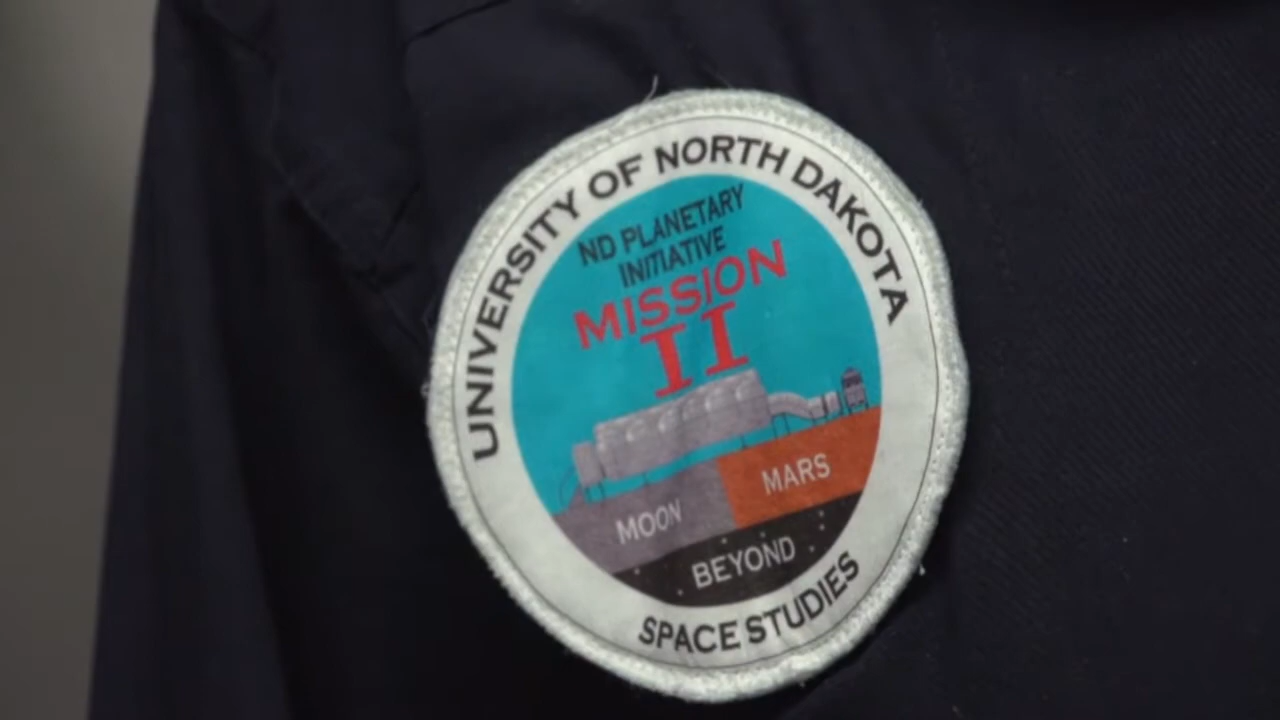 UNIVERSITY OF NORTH DAKOTA
ND PLANETARY
INITIATIVE
MISSION
II
MOON
MARS
BEYOND
SPACE STUDIES